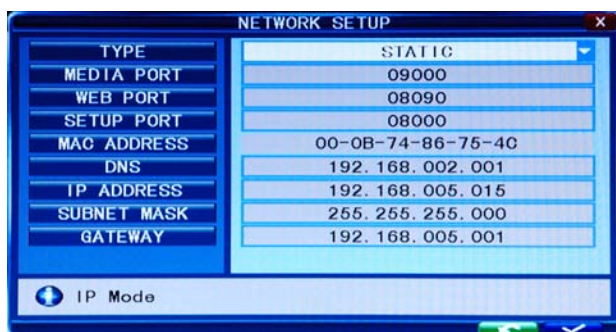 NETWORK SETUP
TYPE STATIC
MEDIA PORT 09000
WEB PORT 08090
SETUP PORT 08000
MAC ADDRESS 00-0B-74-86-75-4C
DNS 192.168.002.001
IP ADDRESS 192.168.005.015
SUBNET MASK 255.255.255.000
GATEWAY 192.168.005.001
IP Mode